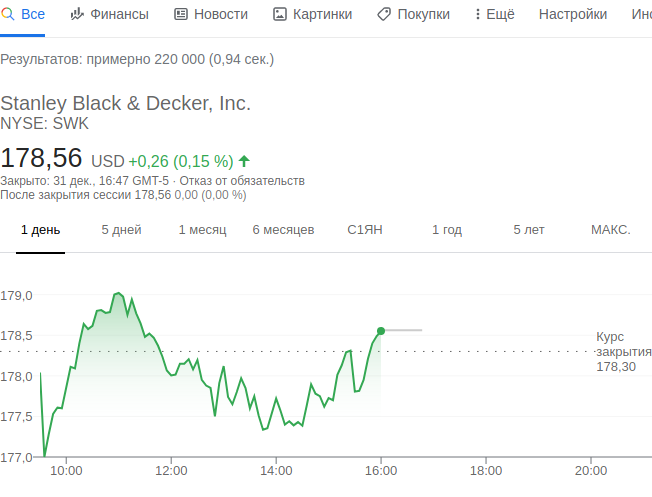 Все Финансы Новости Картинки Покупки Ещё Настройки Инс
Результатов: примерно 220 000 (0,94 сек.)
Stanley Black & Decker, Inc.
NYSE: SWK
178,56 USD +0,26 (0,15 %)
Закрыто: 31 дек., 16:47 GMT-5 · Отказ от обязательств
После закрытия сессии 178,56 0,00 (0,00 %)
1 день 5 дней 1 месяц 6 месяцев С1ЯН 1 год 5 лет МАКС.
179,0
178,5
Курс
закрытия
178,30
178,0
177,5
177,0
10:00 12:00 14:00 16:00 18:00 20:00